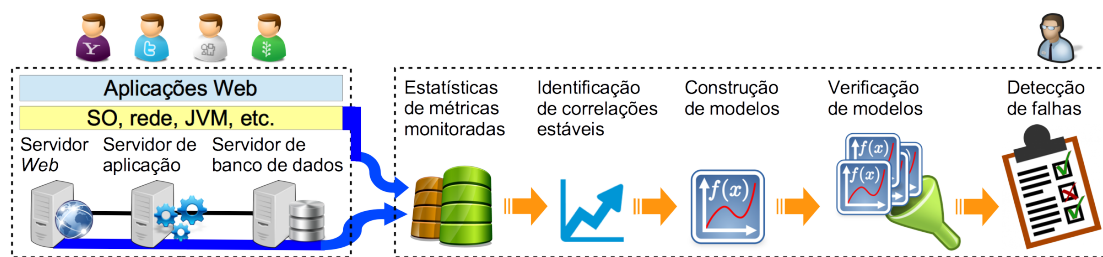 Aplicações Web
SO, rede, JVM, etc.
Servidor
Web
Servidor de
aplicação
Servidor de
banco de dados
Estatísticas
de métricas
monitoradas
Identificação
de correlações
estáveis
Construção
de modelos
Verificação
de modelos
Detecção
de falhas
Y
t
f(x)
f(x)
f(x)